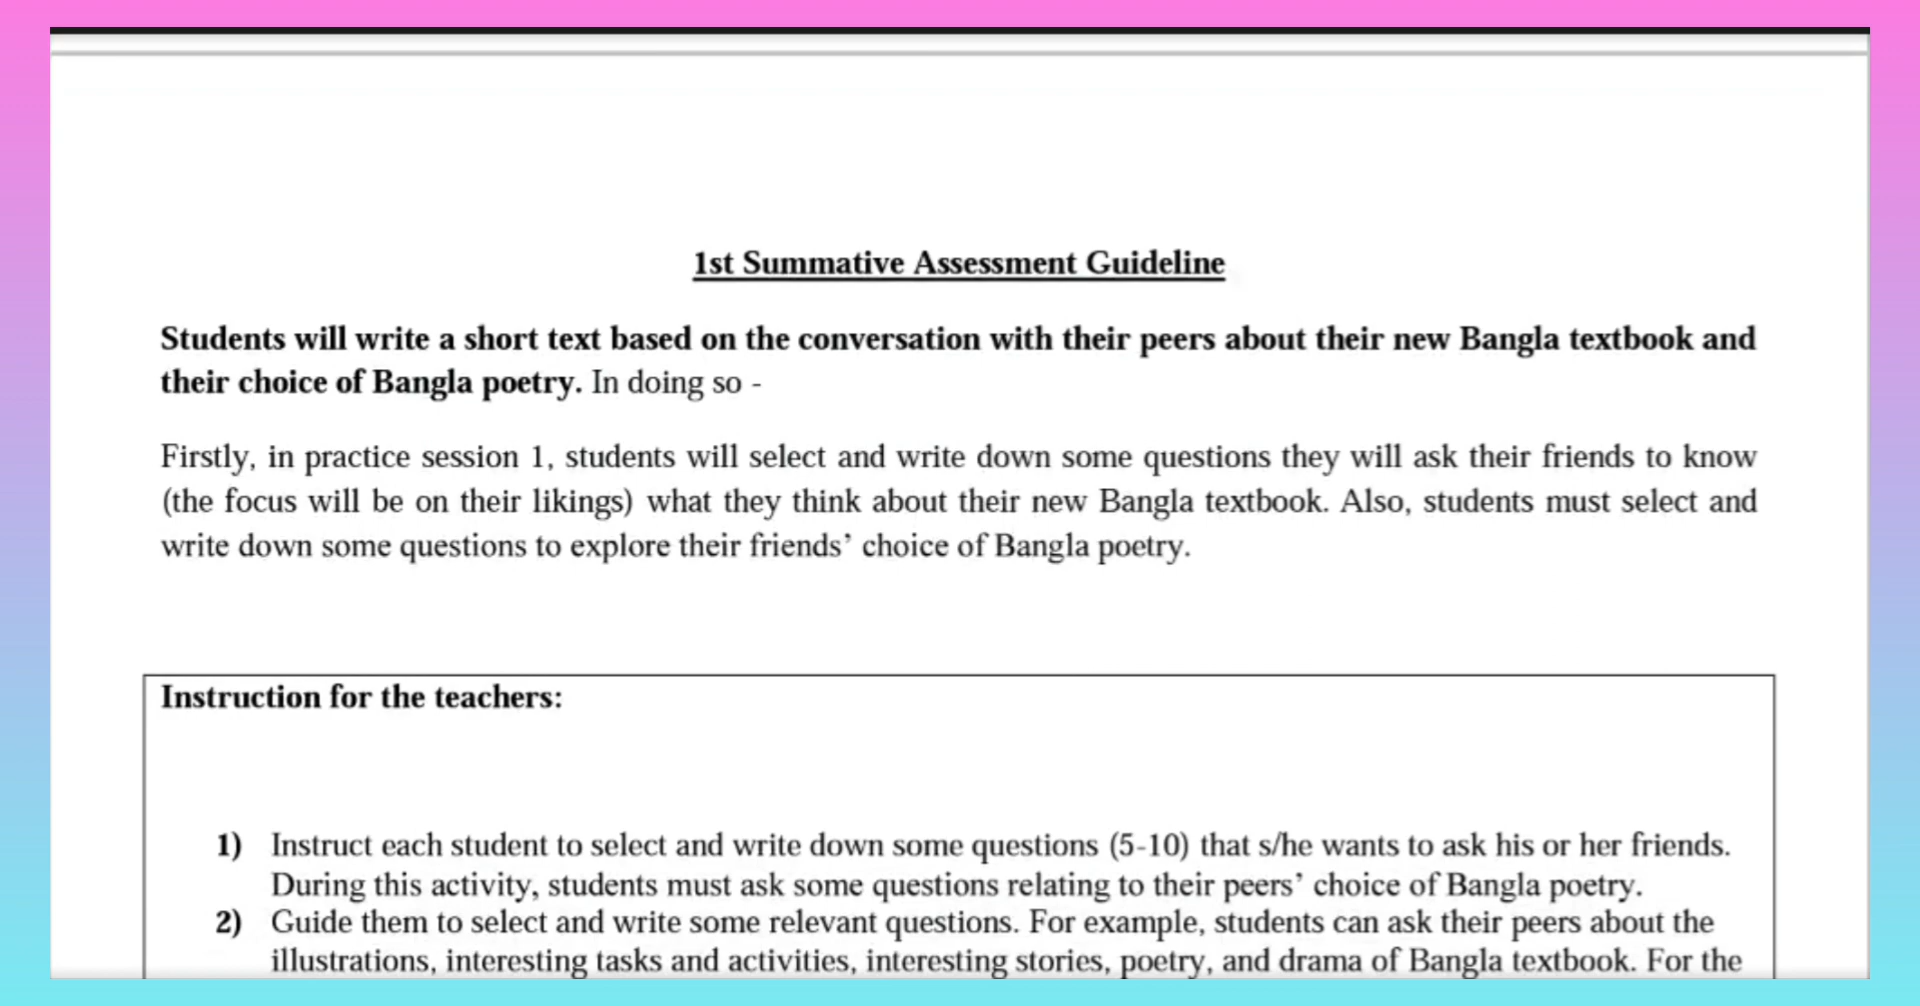 1st Summative Assessment Guideline
Students will write a short text based on the conversation with their peers about their new Bangla textbook and
their choice of Bangla poetry. In doing so -
Firstly, in practice session 1, students will select and write down some questions they will ask their friends to know
(the focus will be on their likings) what they think about their new Bangla textbook. Also, students must select and
write down some questions to explore their friends’ choice of Bangla poetry.
Instruction for the teachers:
1) Instruct each student to select and write down some questions (5-10) that s/he wants to ask his or her friends.
During this activity, students must ask some questions relating to their peers’ choice of Bangla poetry.
2) Guide them to select and write some relevant questions. For example, students can ask their peers about the
illustrations, interesting tasks and activities, interesting stories, poetry, and drama of Bangla textbook. For the